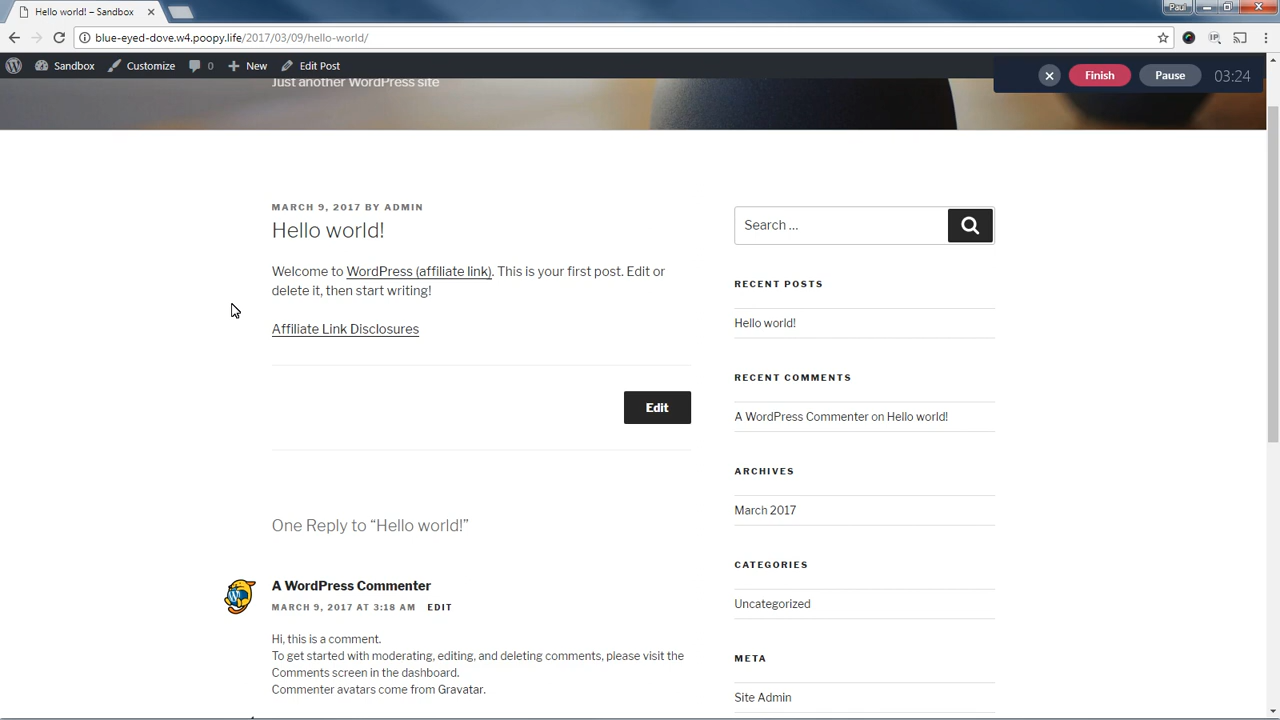 Hello world! – Sandbox
Paul
blue-eyed-dove.w4.poopy.life/2017/03/09/hello-world/
Sandbox
Customize
0
New
Edit Post
Finish
Pause
03:24
Just another WordPress site
MARCH 9, 2017 BY ADMIN
Hello world!
Welcome to WordPress (affiliate link). This is your first post. Edit or
delete it, then start writing!
Affiliate Link Disclosures
Edit
One Reply to “Hello world!”
A WordPress Commenter
MARCH 9, 2017 AT 3:18 AM EDIT
Hi, this is a comment.
To get started with moderating, editing, and deleting comments, please visit the
Comments screen in the dashboard.
Commenter avatars come from Gravatar.
Search …
RECENT POSTS
Hello world!
RECENT COMMENTS
A WordPress Commenter on Hello world!
ARCHIVES
March 2017
CATEGORIES
Uncategorized
META
Site Admin